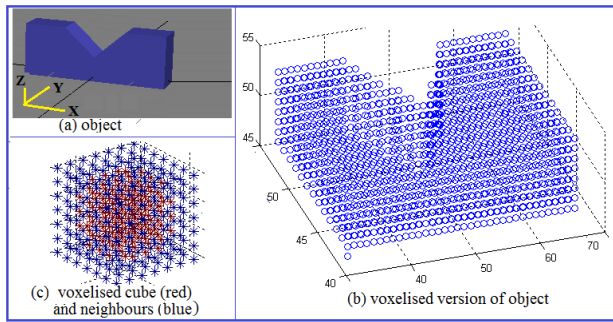 Z
Y
X
(a) object
(c) voxelised cube (red)
and neighbours (blue)
55
50
45
50
45
40
40
40
50
60
70
(b) voxelised version of object